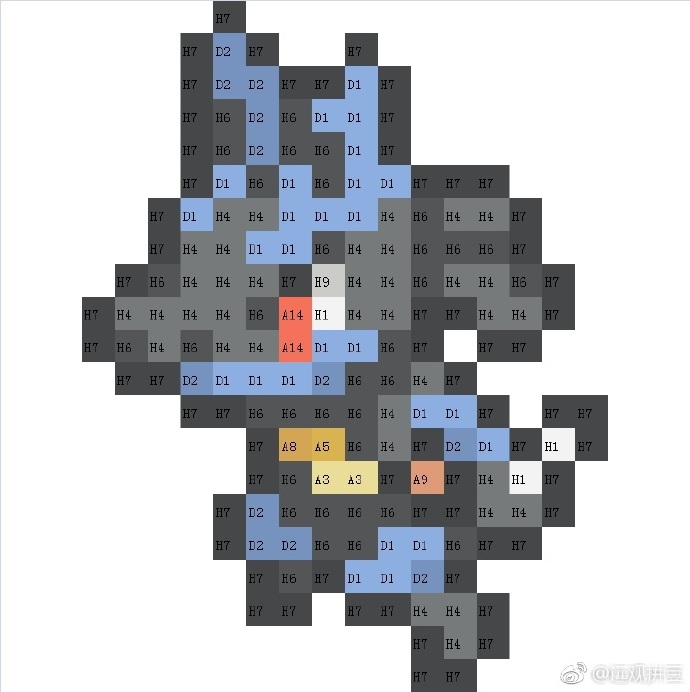 H7
H7 D2 H7 H7
H7 D2 D2 H7 H7 D1 H7
H7 H6 D2 H6 D1 D1 H7
H7 H6 D2 H6 H6 D1 H7
H7 D1 H6 D1 H6 D1 D1 H7 H7 H7
H7 D1 H4 H4 D1 D1 D1 H4 H6 H4 H4 H7
H7 H4 H4 D1 D1 H6 H4 H4 H6 H6 H6 H7
H7 H6 H4 H4 H4 H7 H9 H4 H4 H6 H4 H4 H6 H7
H7 H4 H4 H4 H4 H6 A14 H1 H4 H4 H7 H7 H4 H4 H7
H7 H6 H4 H6 H4 H4 A14 D1 D1 H6 H7 H7 H7
H7 H7 D2 D1 D1 D1 D2 H6 H6 H4 H7
H7 H7 H6 H6 H6 H6 H4 D1 D1 H7 H7 H7
H7 A8 A5 H6 H4 H7 D2 D1 H7 H1 H7
H7 H6 A3 A3 H7 A9 H7 H4 H1 H7
H7 D2 H6 H6 H6 H6 H7 H7 H4 H4 H7
H7 D2 D2 H6 H6 D1 D1 H6 H7 H7
H7 H6 H7 D1 D1 D2 H7
H7 H7 H7 H7 H4 H4 H7
H7 H4 H7
H7 H7
@江观拼豆